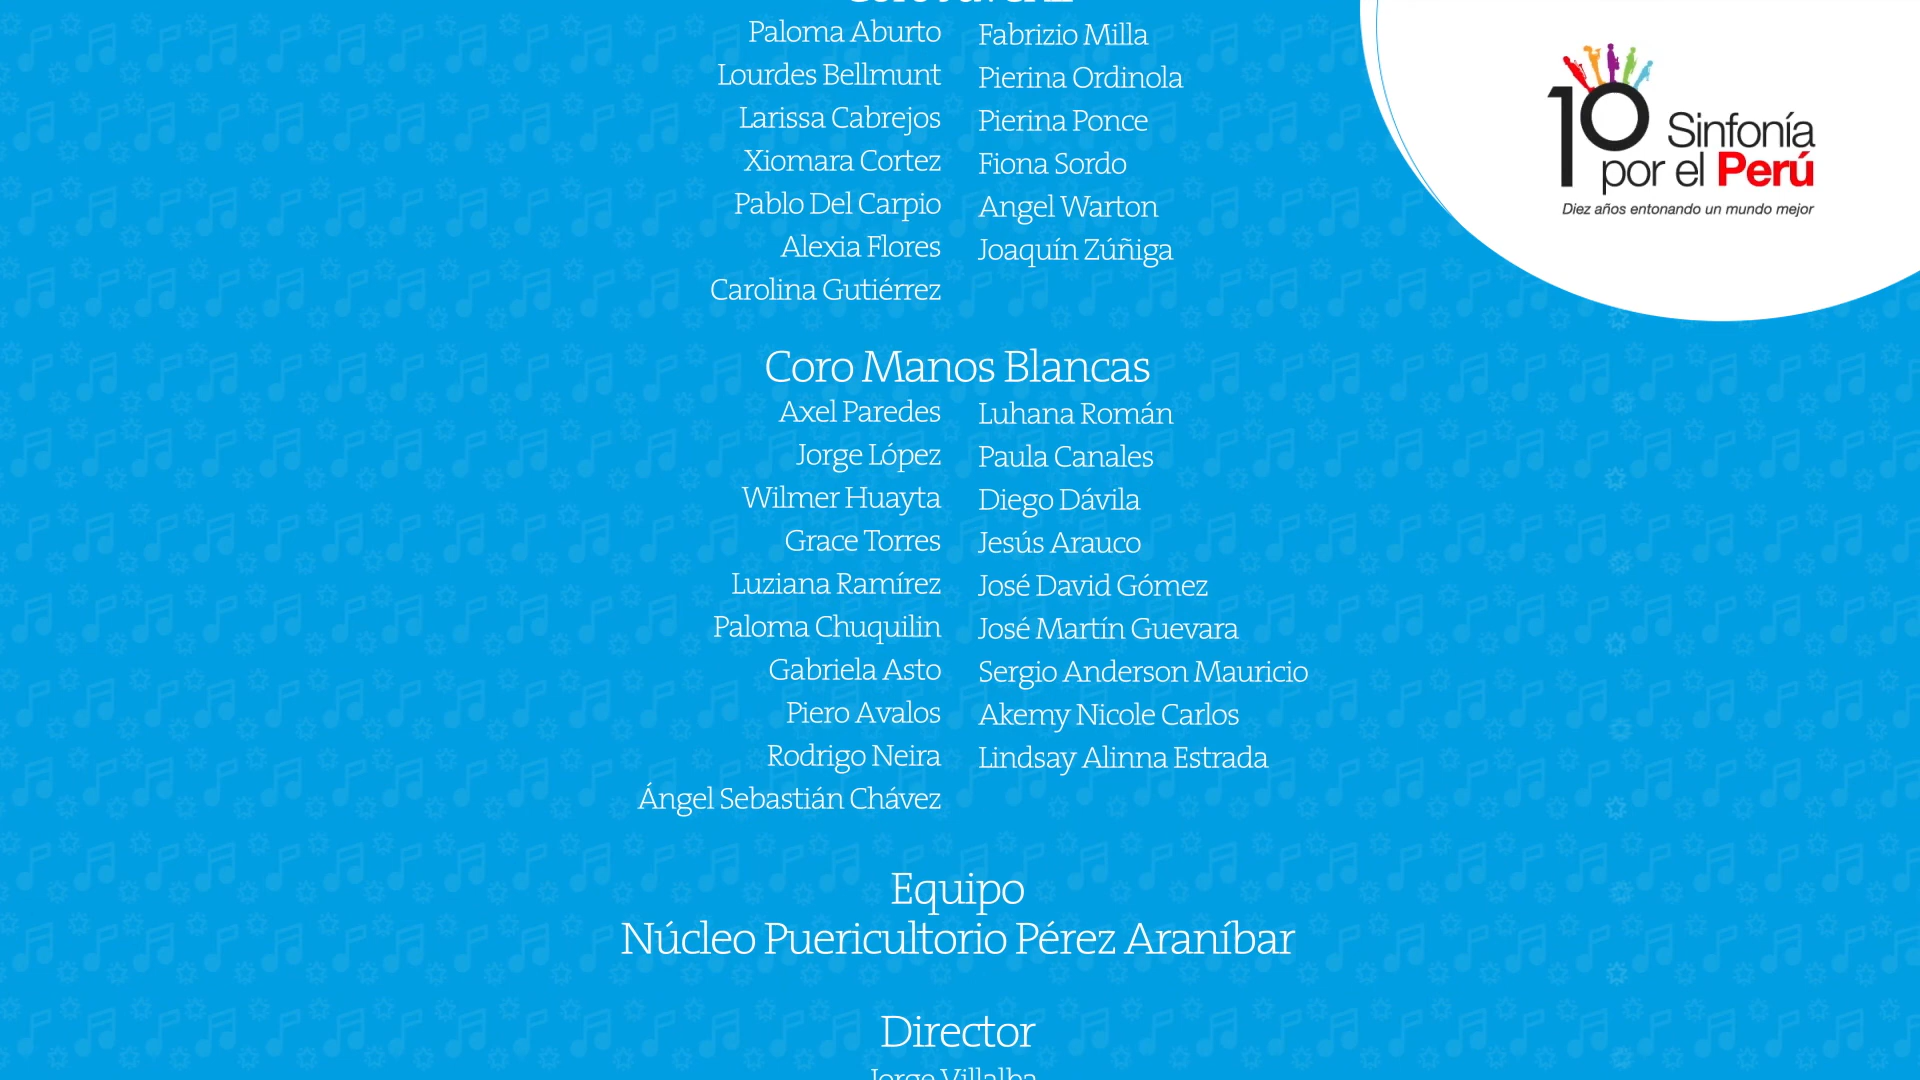 Coro Juvenil
Paloma Aburto
Lourdes Bellmunt
Larissa Cabrejos
Xiomara Cortez
Pablo Del Carpio
Alexia Flores
Carolina Gutiérrez
Fabrizio Milla
Pierina Ordinola
Pierina Ponce
Fiona Sordo
Angel Warton
Joaquín Zúñiga
10 Sinfonía
por el Perú
Diez años entonando un mundo mejor
Coro Manos Blancas
Axel Paredes
Jorge López
Wilmer Huayta
Grace Torres
Luziana Ramírez
Paloma Chuquilin
Gabriela Asto
Piero Avalos
Rodrigo Neira
Ángel Sebastián Chávez
Luhana Román
Paula Canales
Diego Dávila
Jesús Arauco
José David Gómez
José Martín Guevara
Sergio Anderson Mauricio
Akemy Nicole Carlos
Lindsay Alinna Estrada
Equipo
Núcleo Puericultorio Pérez Araníbar
Director
Jorge Villalba